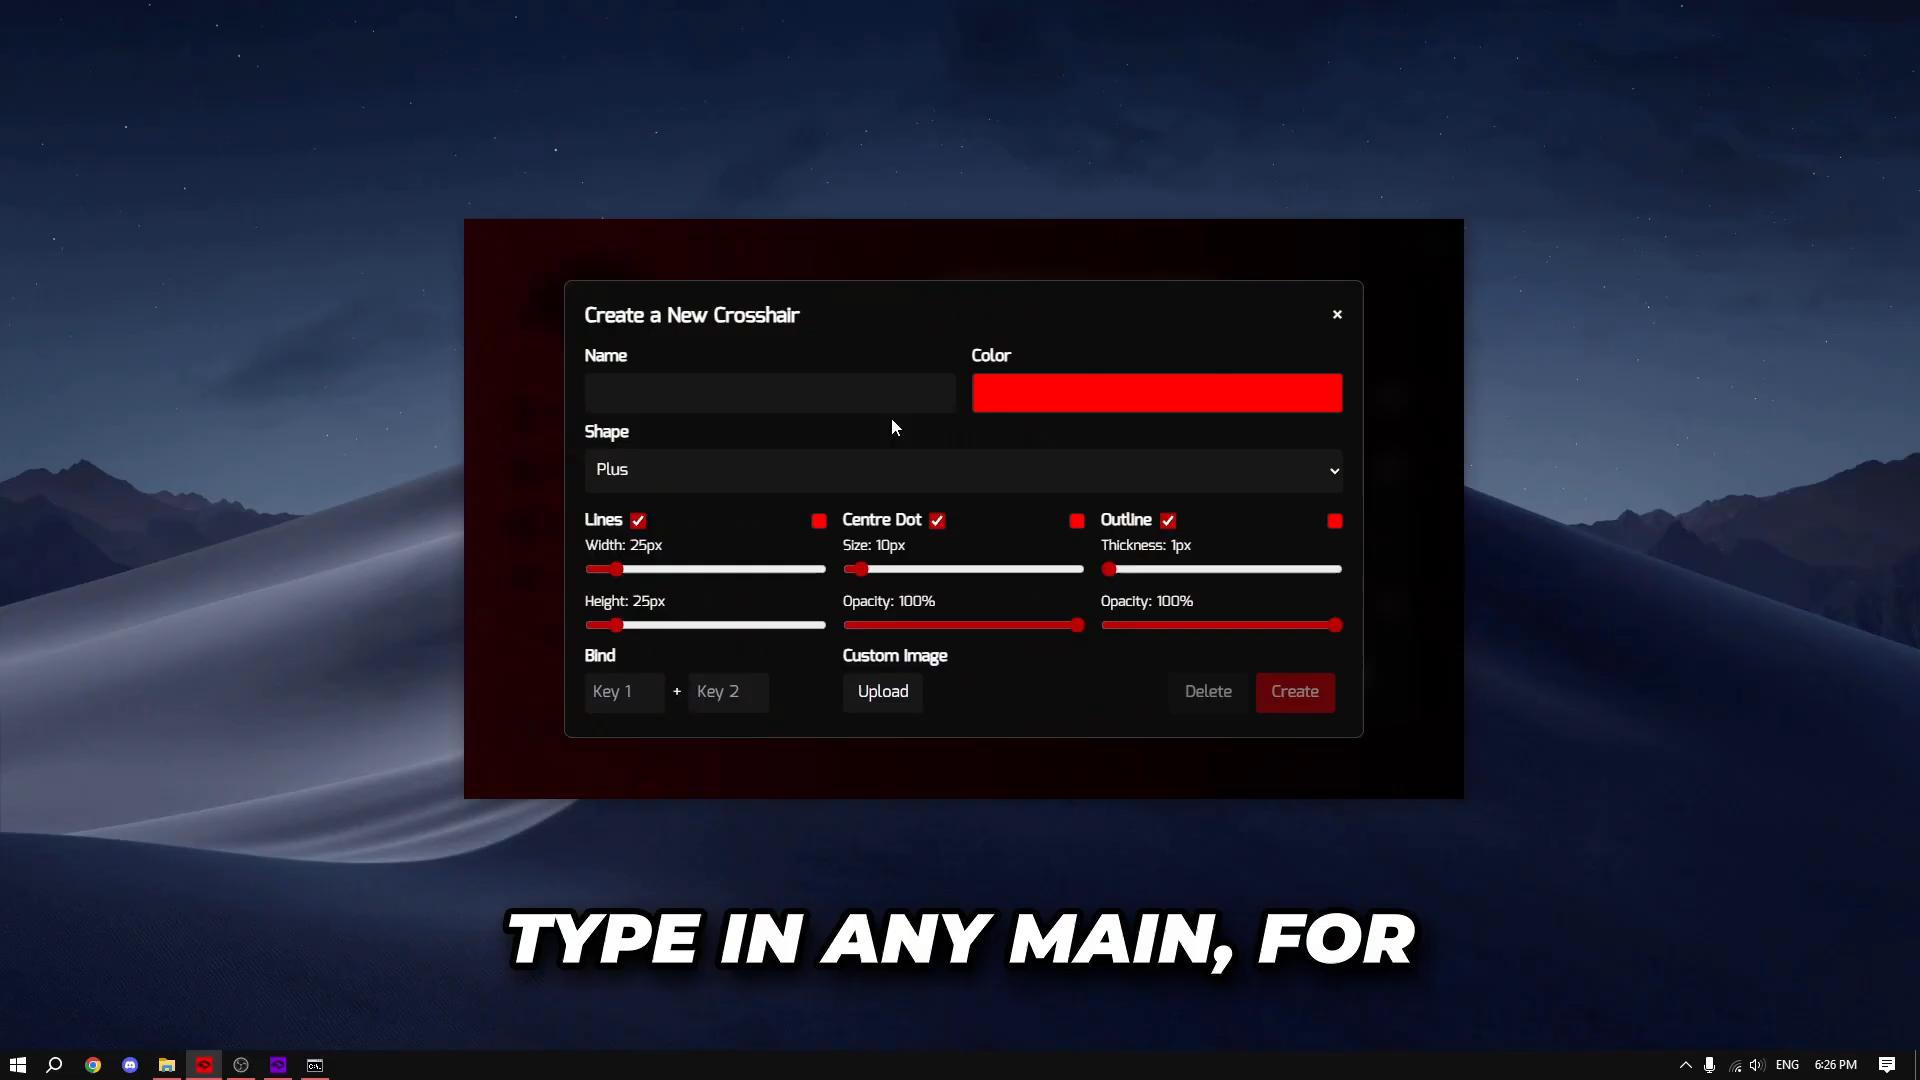 Create a New Crosshair ×
Name Color
Shape
Plus
Lines Centre Dot Outline
Width: 25px Size: 10px Thickness: 1px
Height: 25px Opacity: 100% Opacity: 100%
Bind Custom Image
Key 1 + Key 2 Upload Delete Create
TYPE IN ANY MAIN, FOR
ENG 6:26 PM